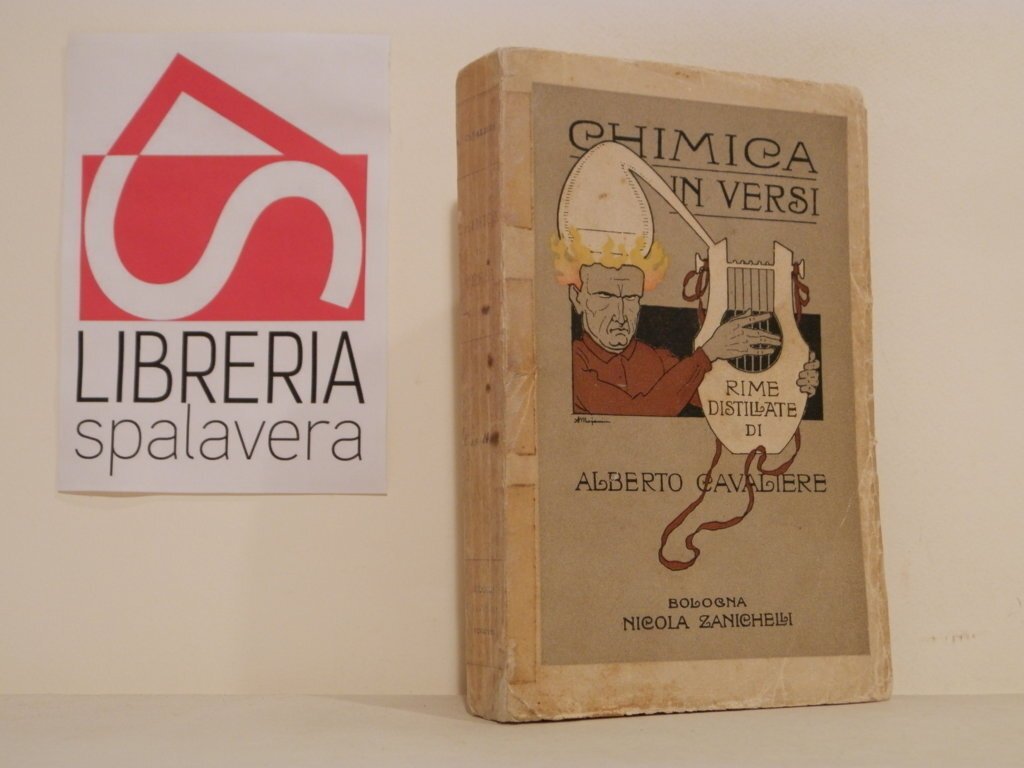 LIBRERIA
spalavera
CHIMICA
IN VERSI
RIME
DISTILLATE
DI
ALBERTO CAVALIERE
BOLOGNA
NICOLA ZANICHELLI